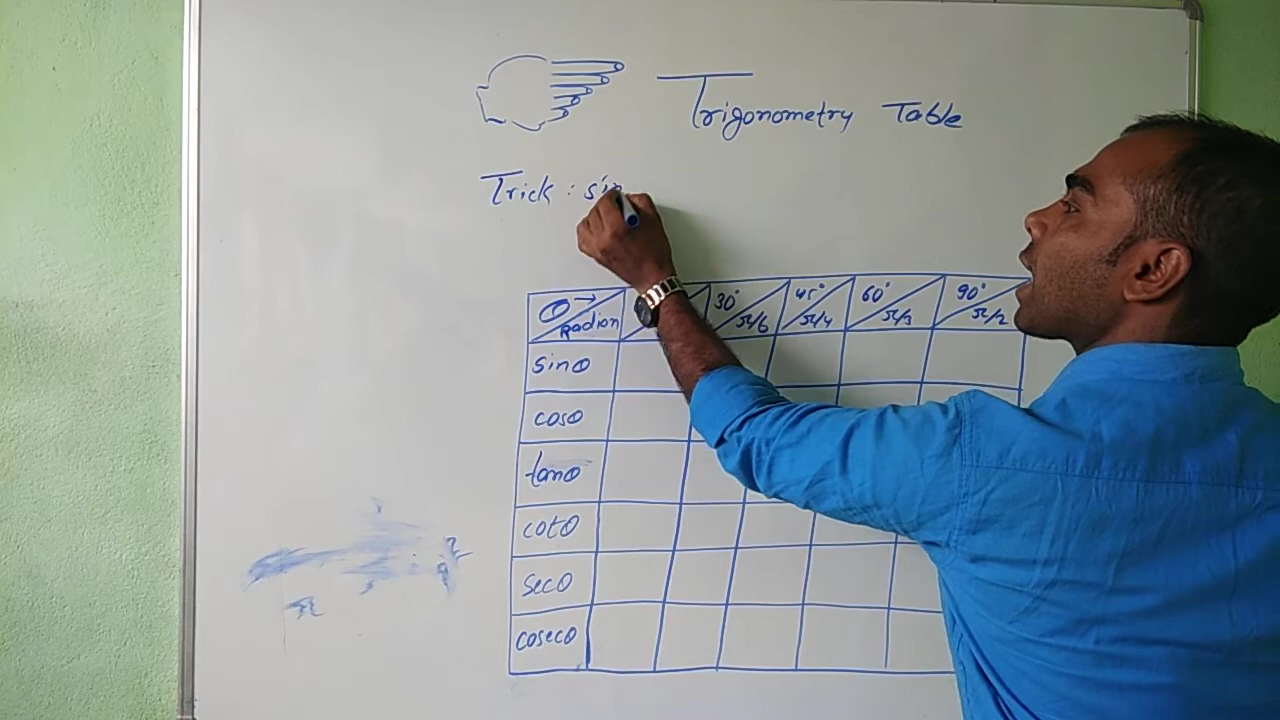 Trigonometry Table
Trick : sin
θ→ 30° 45° 60° 90°
Radian π/6 π/4 π/3 π/2
sinθ
cosθ
tanθ
cotθ
secθ
cosecθ